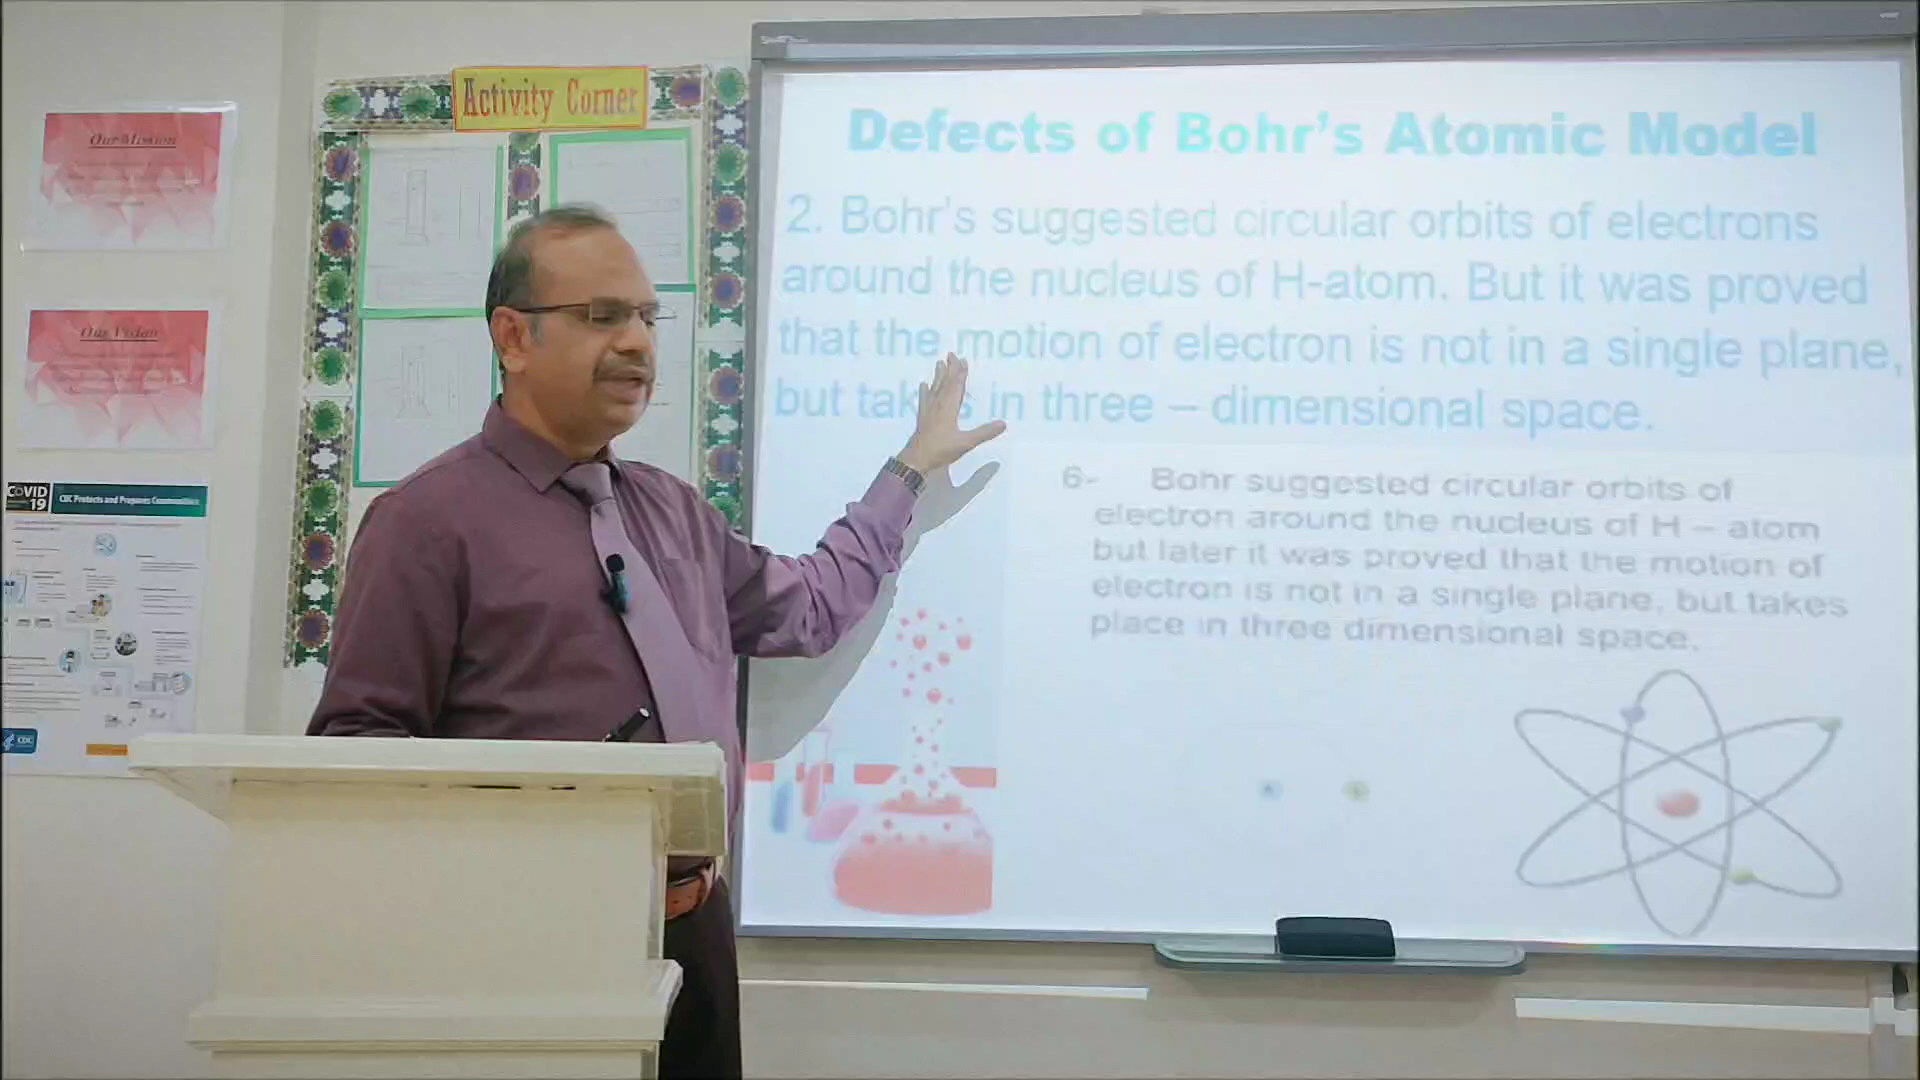 Activity Corner
Our Mission
Our Vision
COVID
19
CDC Protects and Prepares Communities
CDC
Defects of Bohr's Atomic Model
2. Bohr's suggested circular orbits of electrons
around the nucleus of H-atom. But it was proved
that the motion of electron is not in a single plane,
but takes in three – dimensional space.
6- Bohr suggested circular orbits of
electron around the nucleus of H – atom
but later it was proved that the motion of
electron is not in a single plane, but takes
place in three dimensional space.